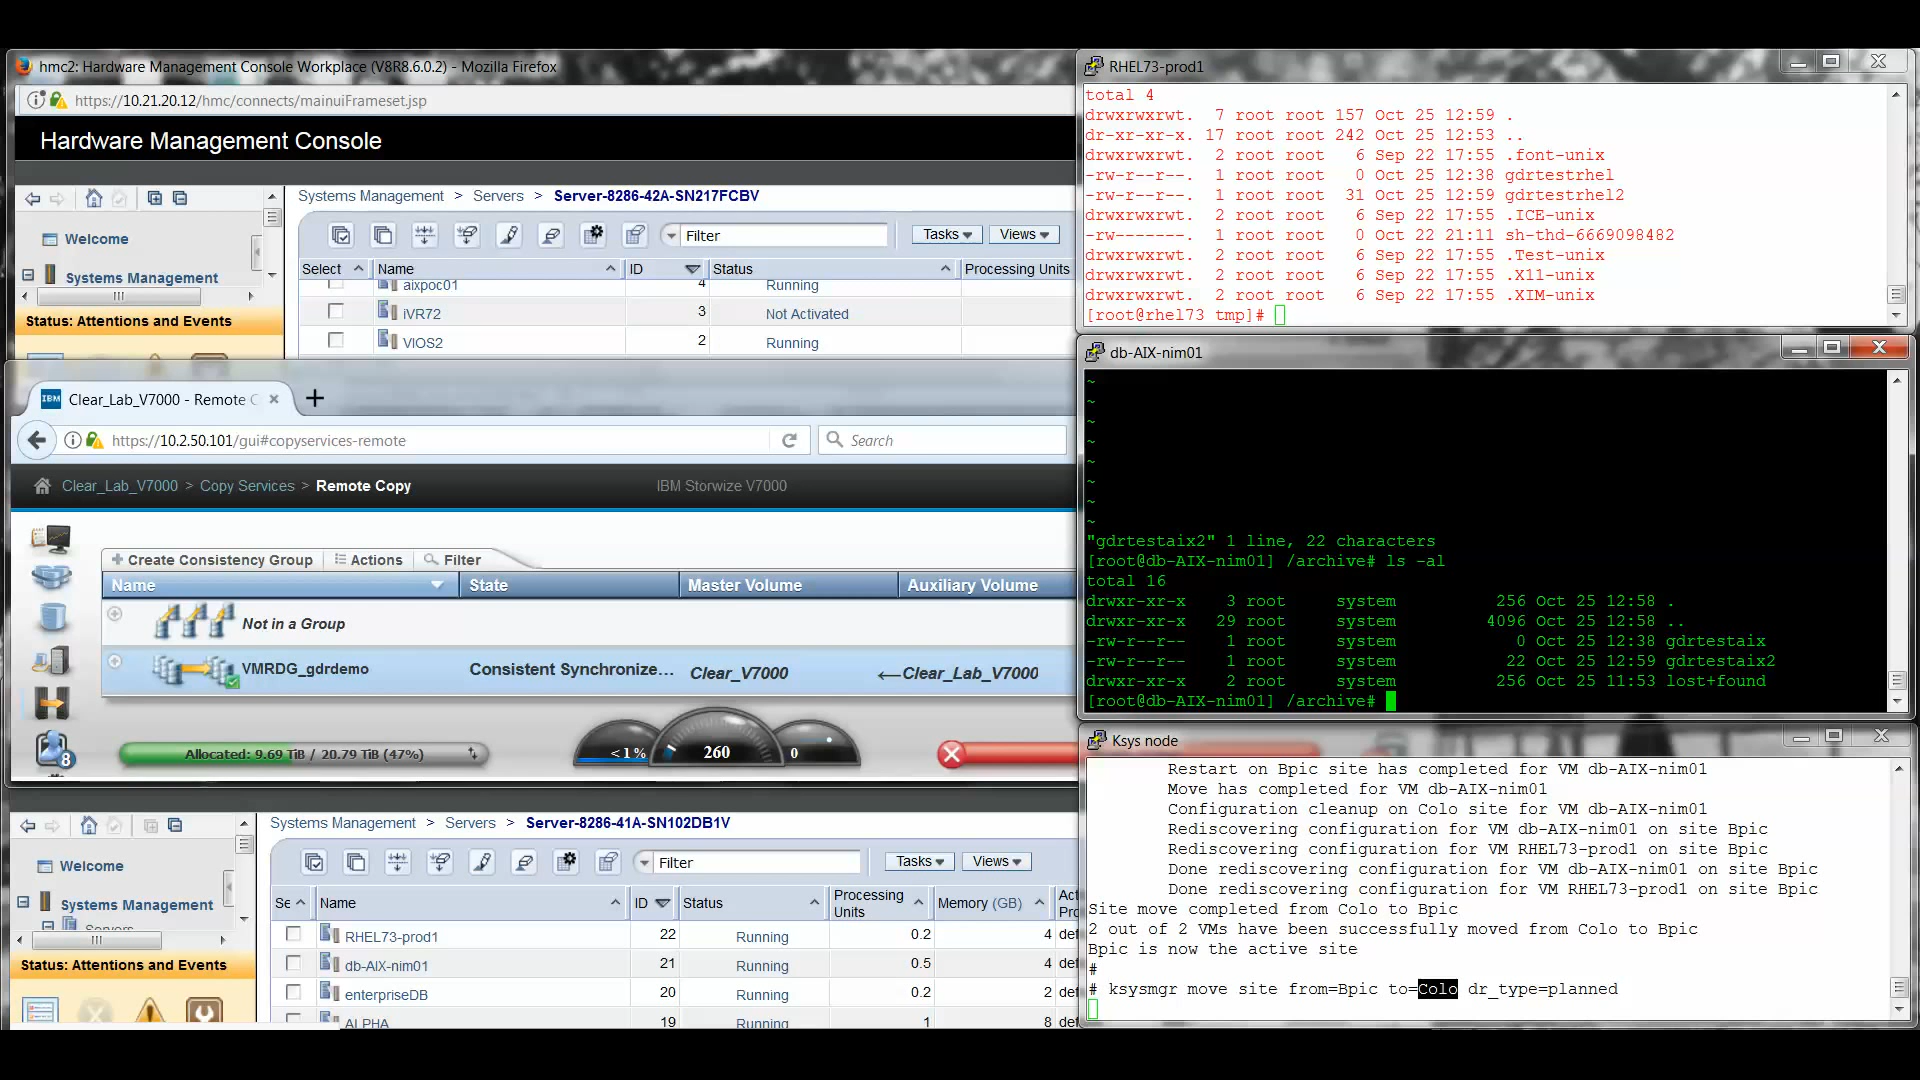 hmc2: Hardware Management Console Workplace (V8R8.6.0.2) - Mozilla Firefox
https://10.21.20.12/hmc/connects/mainuiFrameset.jsp
Hardware Management Console
Systems Management > Servers > Server-8286-42A-SN217FCBV
Filter
Tasks
Views
Welcome
Systems Management
Status: Attentions and Events
Select Name ID Status Processing Units
aixpoc01 4 Running
iVR72 3 Not Activated
VIOS2 2 Running
Clear_Lab_V7000 - Remote C
https://10.2.50.101/gui#copyservices-remote
Search
Clear_Lab_V7000 > Copy Services > Remote Copy
IBM Storwize V7000
Create Consistency Group Actions Filter
Name State Master Volume Auxiliary Volume
Not in a Group
VMRDG_gdrdemo Consistent Synchronize... Clear_V7000 Clear_Lab_V7000
8
Allocated: 9.69 TiB / 20.79 TiB (47%)
<1%
260
0
Systems Management > Servers > Server-8286-41A-SN102DB1V
Filter
Tasks
Views
Welcome
Systems Management
Servers
Status: Attentions and Events
Se Name ID Status Processing Units Memory (GB)
RHEL73-prod1 22 Running 0.2 4 def
db-AIX-nim01 21 Running 0.5 4 def
enterpriseDB 20 Running 0.2 2 def
ALPHA 19 Running 1 8 def
RHEL73-prod1
total 4
drwxrwxrwt. 7 root root 157 Oct 25 12:59 .
dr-xr-xr-x. 17 root root 242 Oct 25 12:53 ..
drwxrwxrwt. 2 root root 6 Sep 22 17:55 .font-unix
-rw-r--r--. 1 root root 0 Oct 25 12:38 gdrtestrhel
-rw-r--r--. 1 root root 31 Oct 25 12:59 gdrtestrhel2
drwxrwxrwt. 2 root root 6 Sep 22 17:55 .ICE-unix
-rw-------. 1 root root 0 Oct 22 21:11 sh-thd-6669098482
drwxrwxrwt. 2 root root 6 Sep 22 17:55 .Test-unix
drwxrwxrwt. 2 root root 6 Sep 22 17:55 .X11-unix
drwxrwxrwt. 2 root root 6 Sep 22 17:55 .XIM-unix
[root@rhel73 tmp]#
db-AIX-nim01
~
~
~
~
~
~
~
~
"gdrtestaix2" 1 line, 22 characters
[root@db-AIX-nim01] /archive# ls -al
total 16
drwxr-xr-x 3 root system 256 Oct 25 12:58 .
drwxr-xr-x 29 root system 4096 Oct 25 12:58 ..
-rw-r--r-- 1 root system 0 Oct 25 12:38 gdrtestaix
-rw-r--r-- 1 root system 22 Oct 25 12:59 gdrtestaix2
drwxr-xr-x 2 root system 256 Oct 25 11:53 lost+found
[root@db-AIX-nim01] /archive#
Ksys node
Restart on Bpic site has completed for VM db-AIX-nim01
Move has completed for VM db-AIX-nim01
Configuration cleanup on Colo site for VM db-AIX-nim01
Rediscovering configuration for VM db-AIX-nim01 on site Bpic
Rediscovering configuration for VM RHEL73-prod1 on site Bpic
Done rediscovering configuration for VM db-AIX-nim01 on site Bpic
Done rediscovering configuration for VM RHEL73-prod1 on site Bpic
Site move completed from Colo to Bpic
2 out of 2 VMs have been successfully moved from Colo to Bpic
Bpic is now the active site
#
# ksysmgr move site from=Bpic to=Colo dr_type=planned